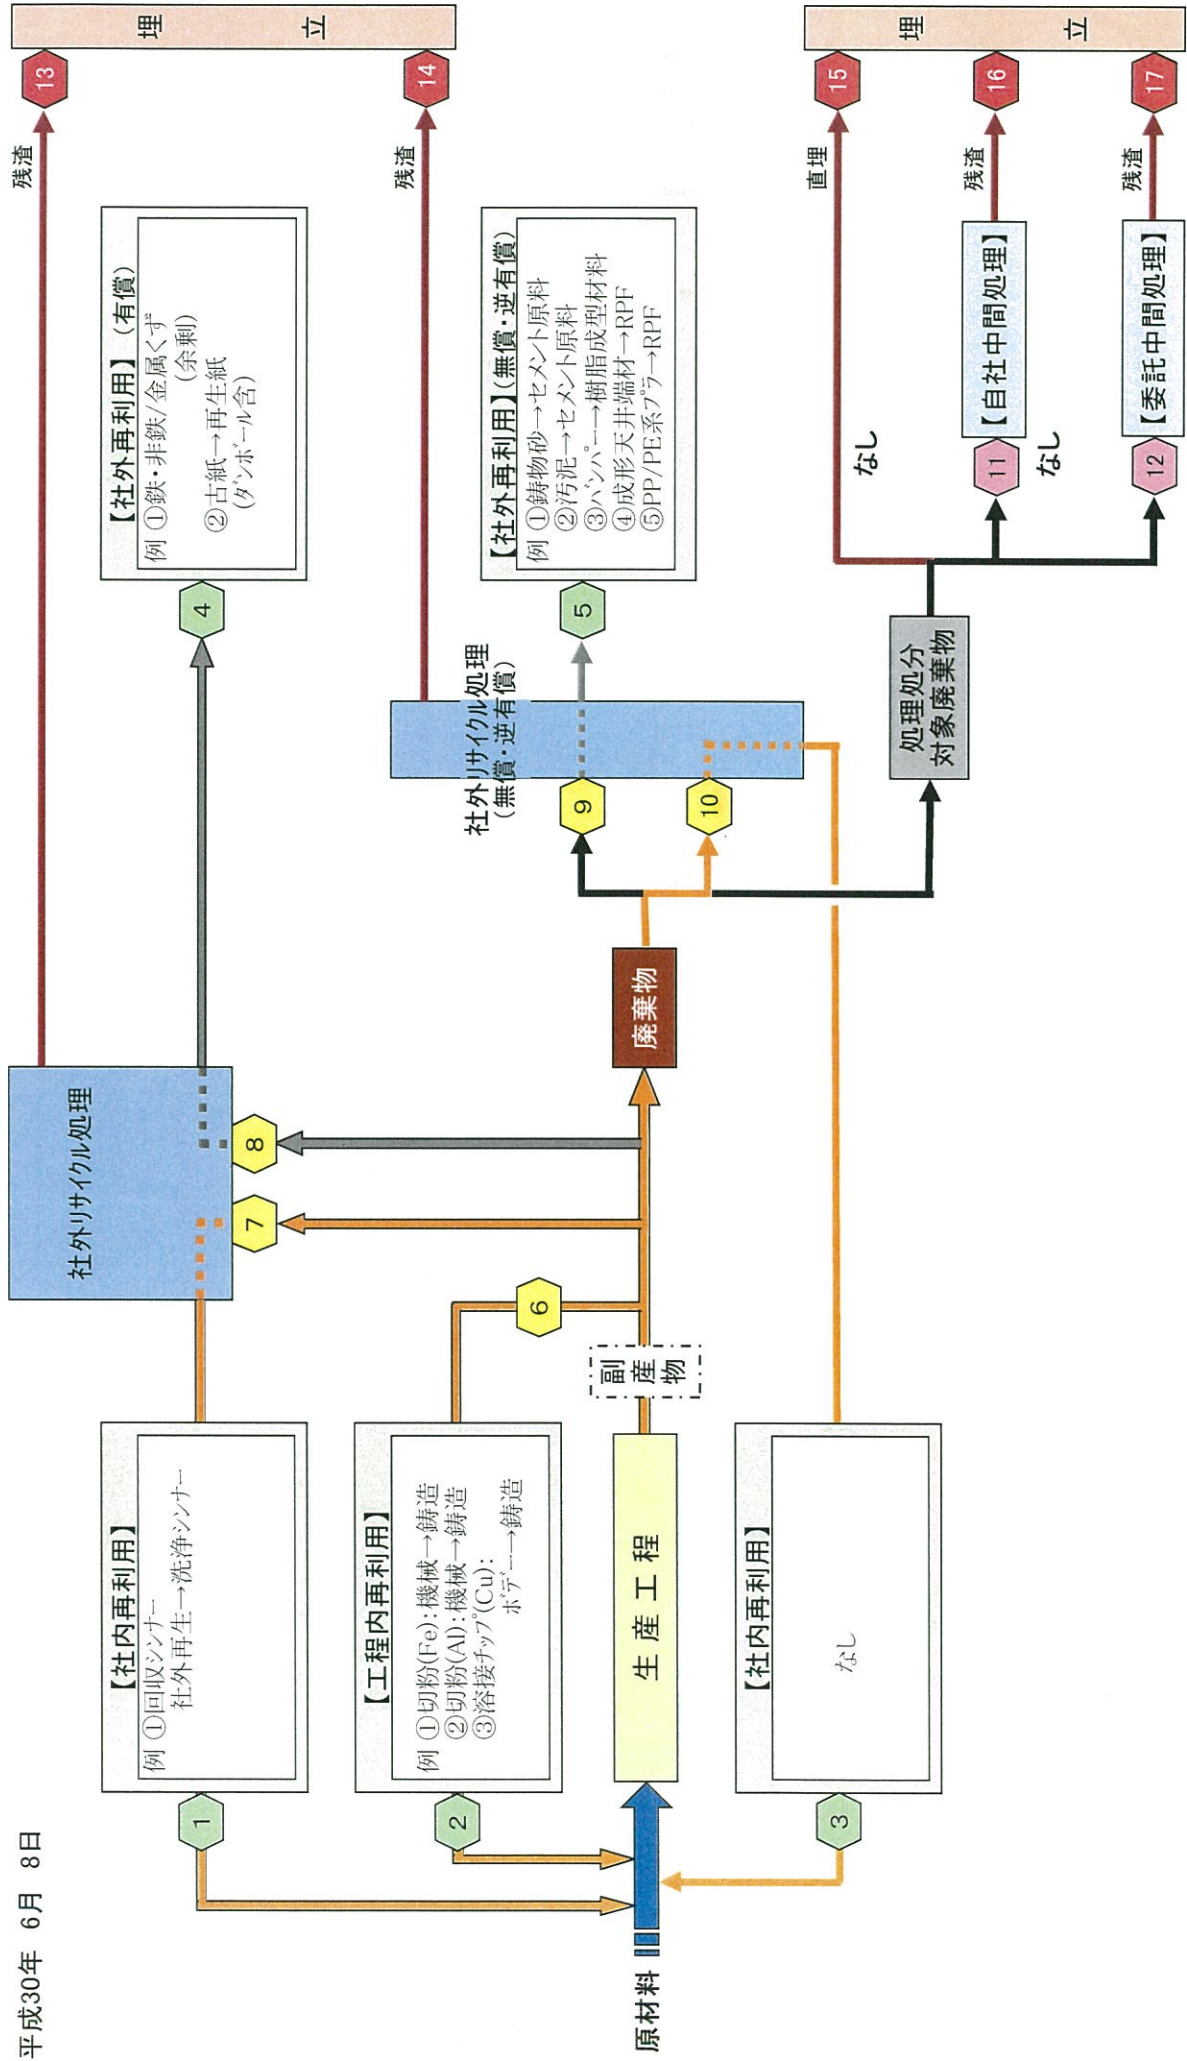 平成30年 6月 8日
【社内再利用】
例 ①回収シンナー
社外再生→洗浄シンナー
1
社外リサイクル処理
7
8
【社外再利用】(有償)
例 ①鉄・非鉄/金属くず
(余剰)
②古紙→再生紙
(ダンボール含)
4
残渣
13
埋 立
【工程内再利用】
例 ①切粉(Fe):機械→鋳造
②切粉(Al):機械→鋳造
③溶接チップ(Cu):
ボデー→鋳造
2
6
社外リサイクル処理
(無償・逆有償)
9
10
【社外再利用】(無償・逆有償)
例 ①鋳物砂→セメント原料
②汚泥→セメント原料
③バンパー→樹脂成型材料
④成形天井端材→RPF
⑤PP/PE系プラ→RPF
5
残渣
14
原材料
生産工程
副
産
物
廃棄物
【社内再利用】
なし
3
処理処分
対象廃棄物
直埋
15
なし
埋 立
11
【自社中間処理】
残渣
16
なし
12
【委託中間処理】
残渣
17